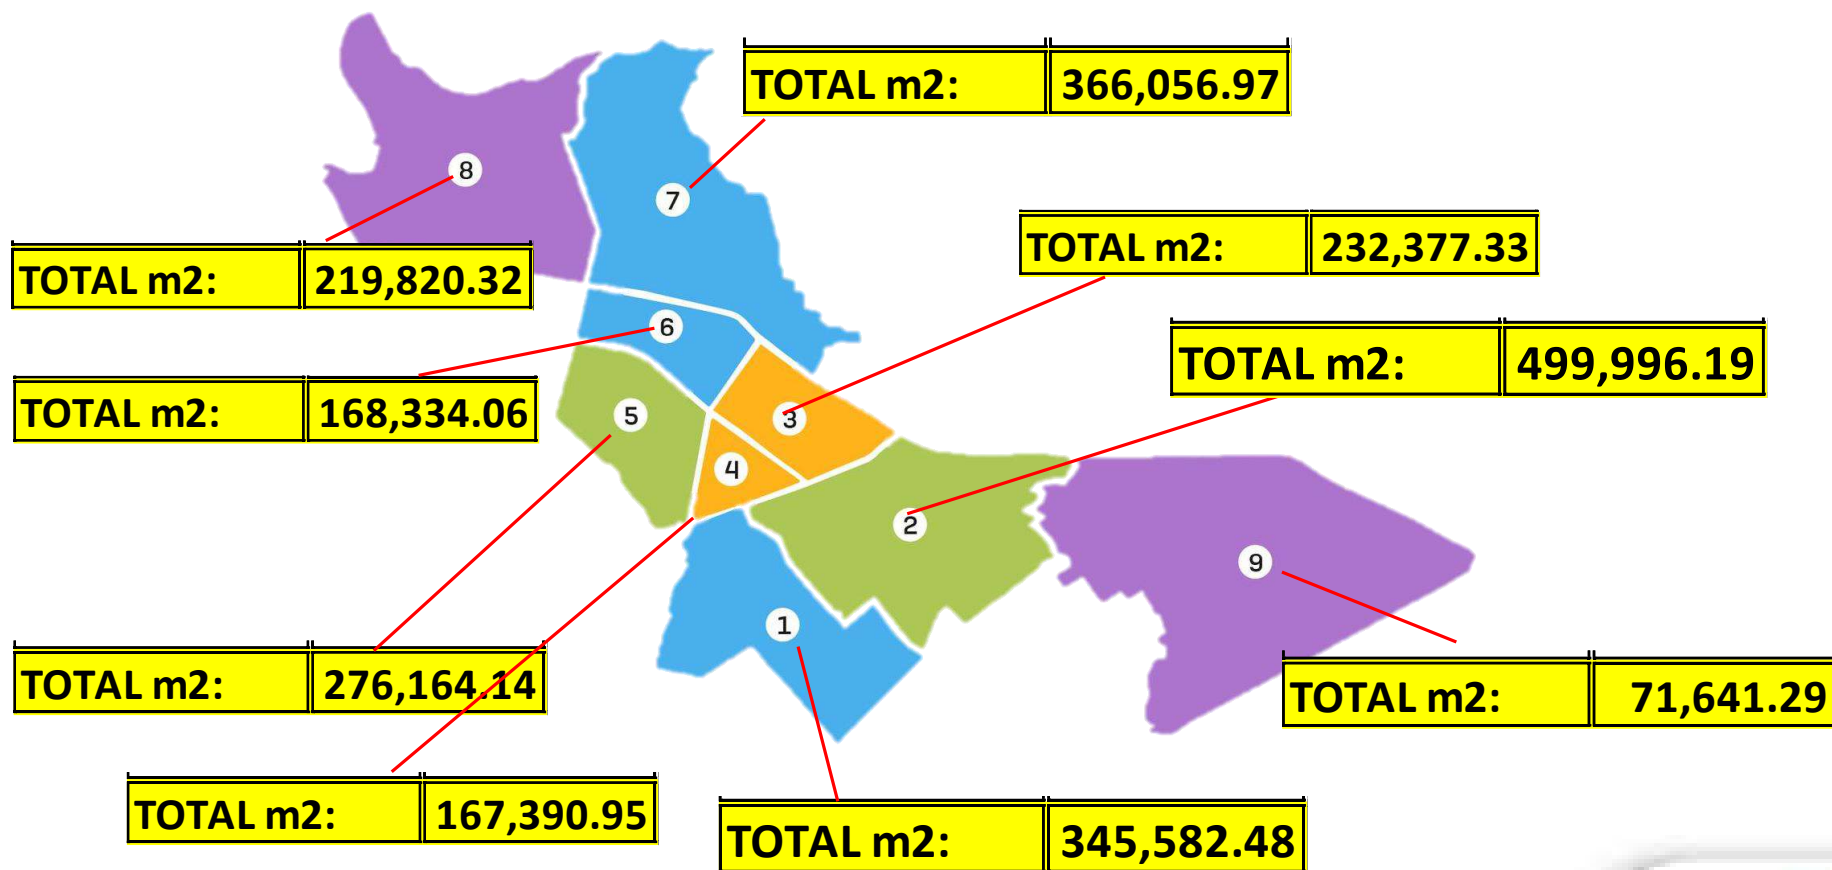 TOTAL m2: 366,056.97
8
7
TOTAL m2: 232,377.33
TOTAL m2: 219,820.32
6
TOTAL m2: 499,996.19
TOTAL m2: 168,334.06
5
3
4
2
9
1
TOTAL m2: 276,164.14
TOTAL m2: 71,641.29
TOTAL m2: 167,390.95
TOTAL m2: 345,582.48